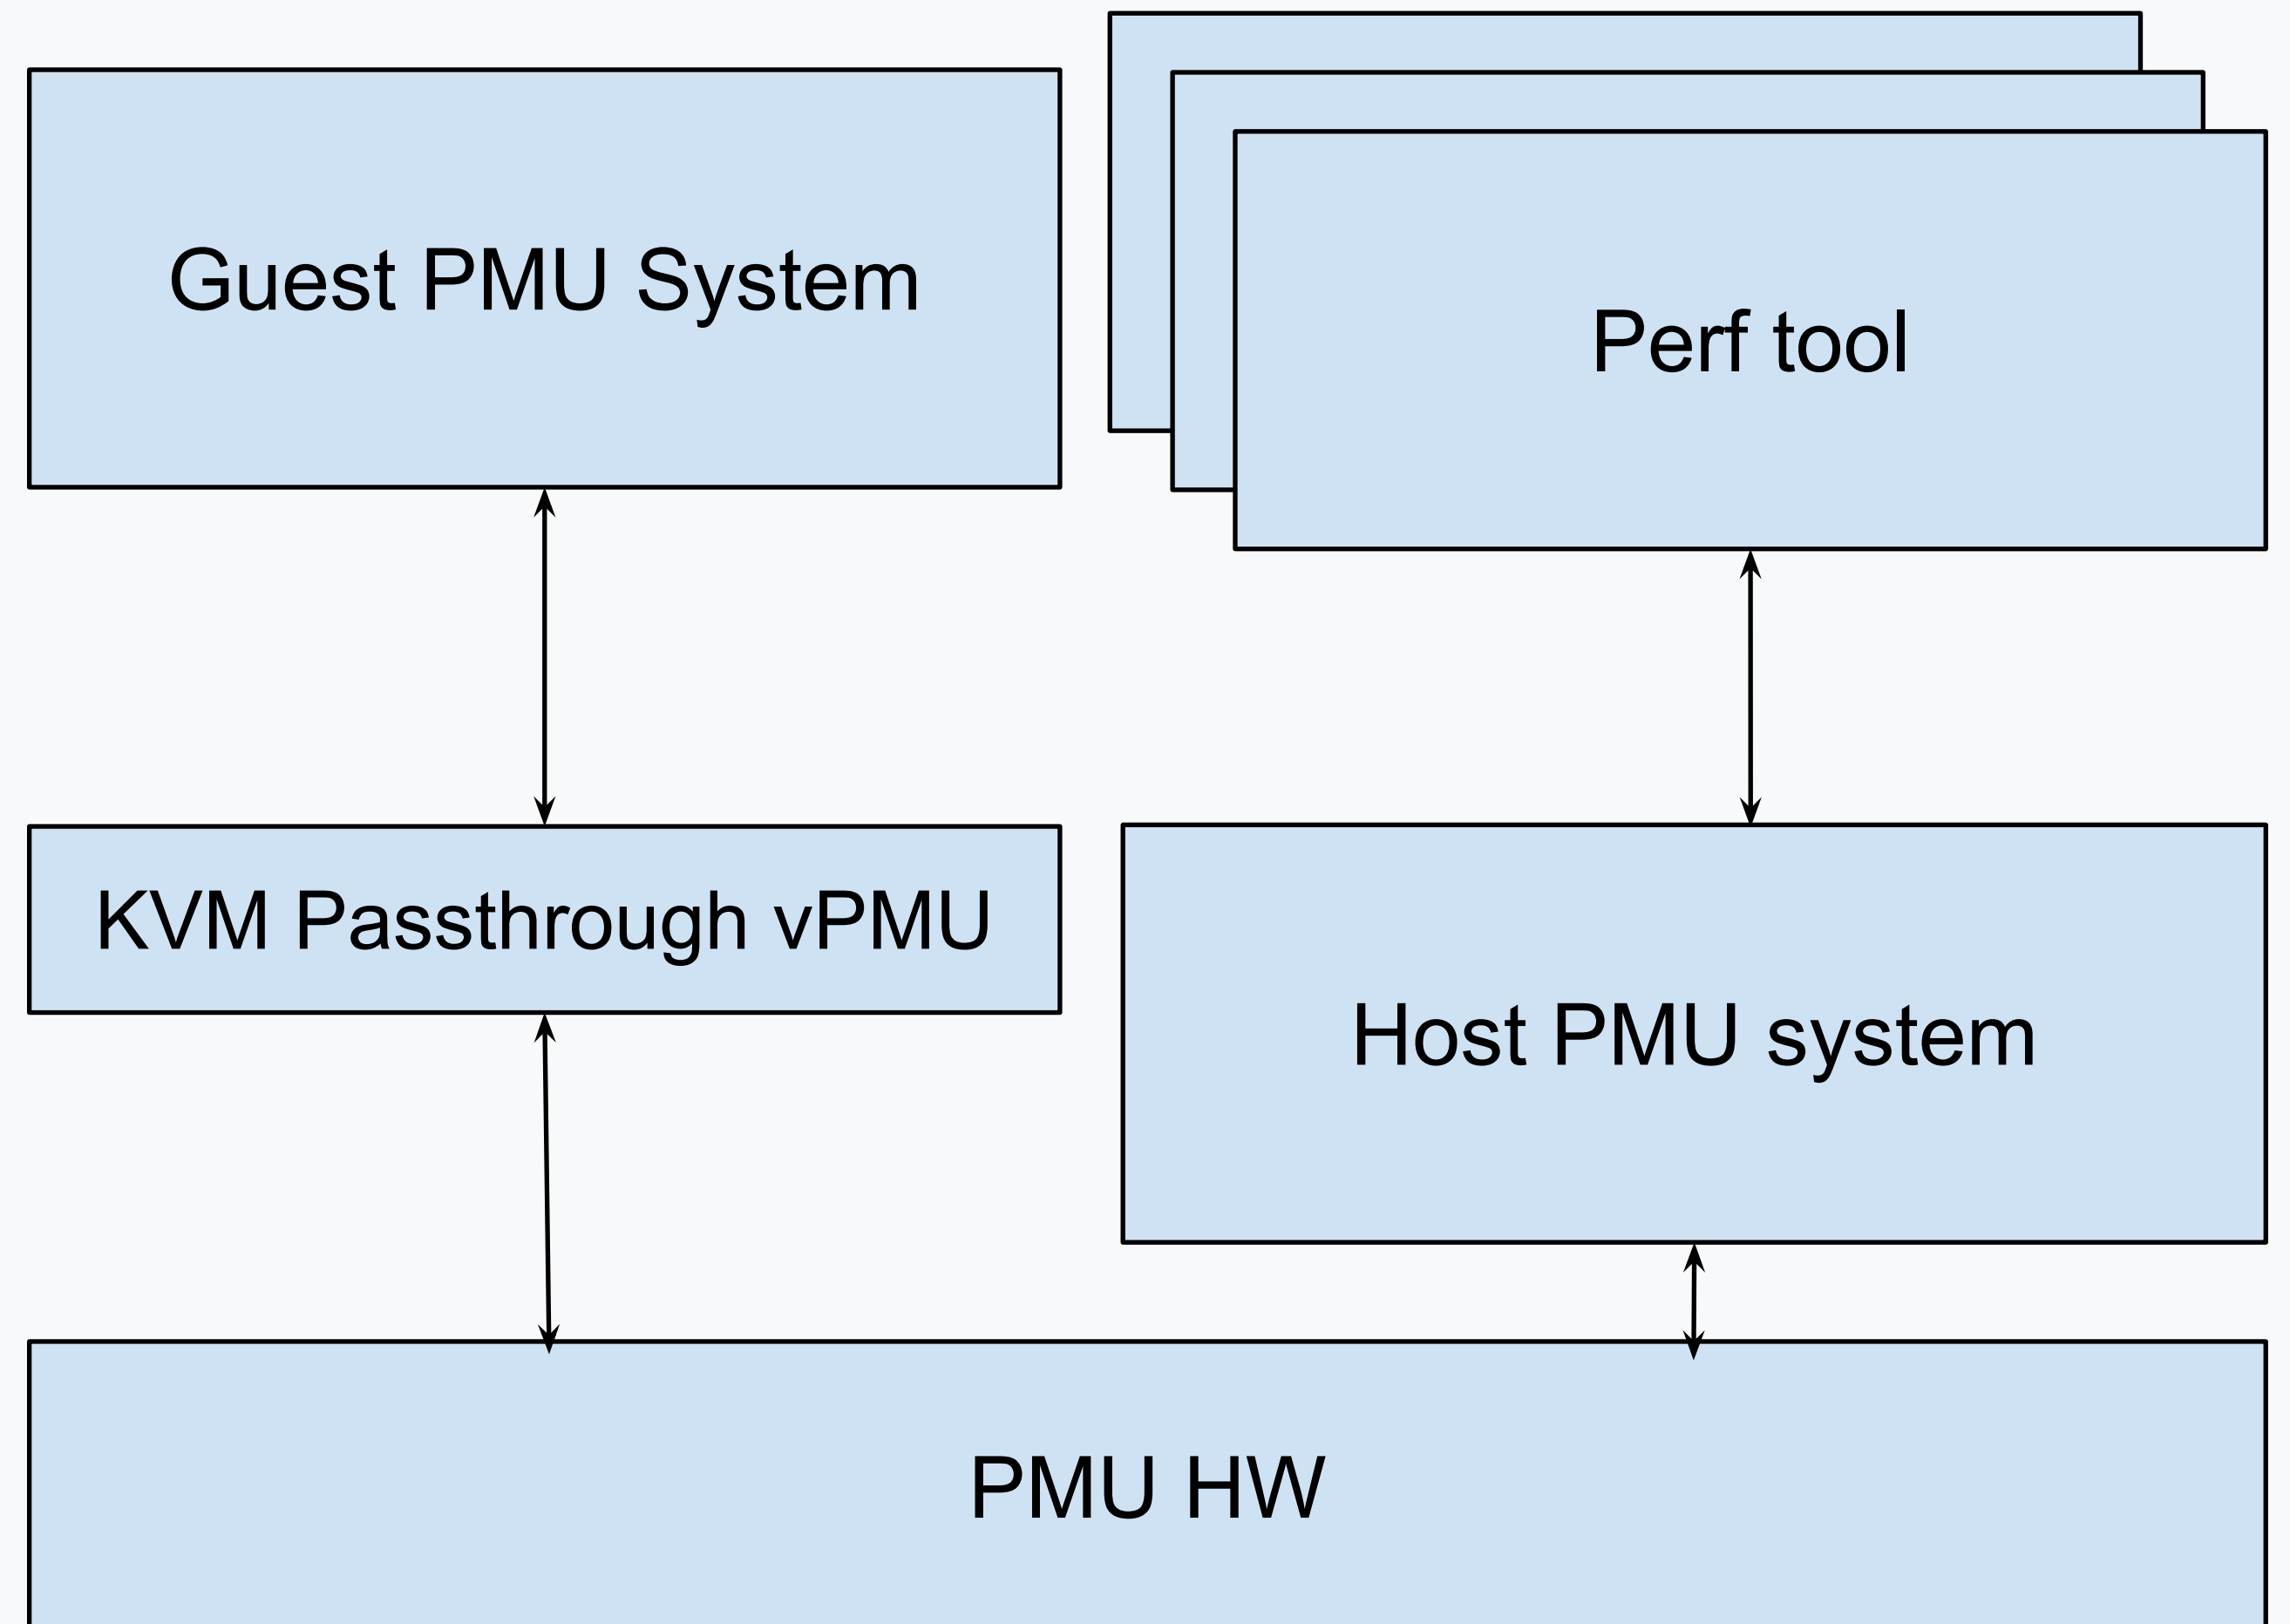 Guest PMU System
Perf tool
KVM Passthrough vPMU
Host PMU system
PMU HW